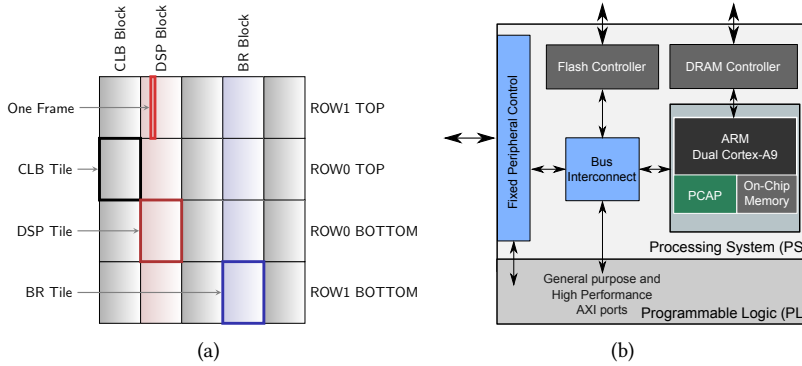 CLB Block
DSP Block
BR Block
One Frame
ROW1 TOP
CLB Tile
ROW0 TOP
DSP Tile
ROW0 BOTTOM
BR Tile
ROW1 BOTTOM
(a)
Fixed Peripheral Control
Flash Controller
DRAM Controller
ARM
Dual Cortex-A9
Bus
Interconnect
PCAP
On-Chip
Memory
Processing System (PS
General purpose and
High Performance
AXI ports
Programmable Logic (PL
(b)